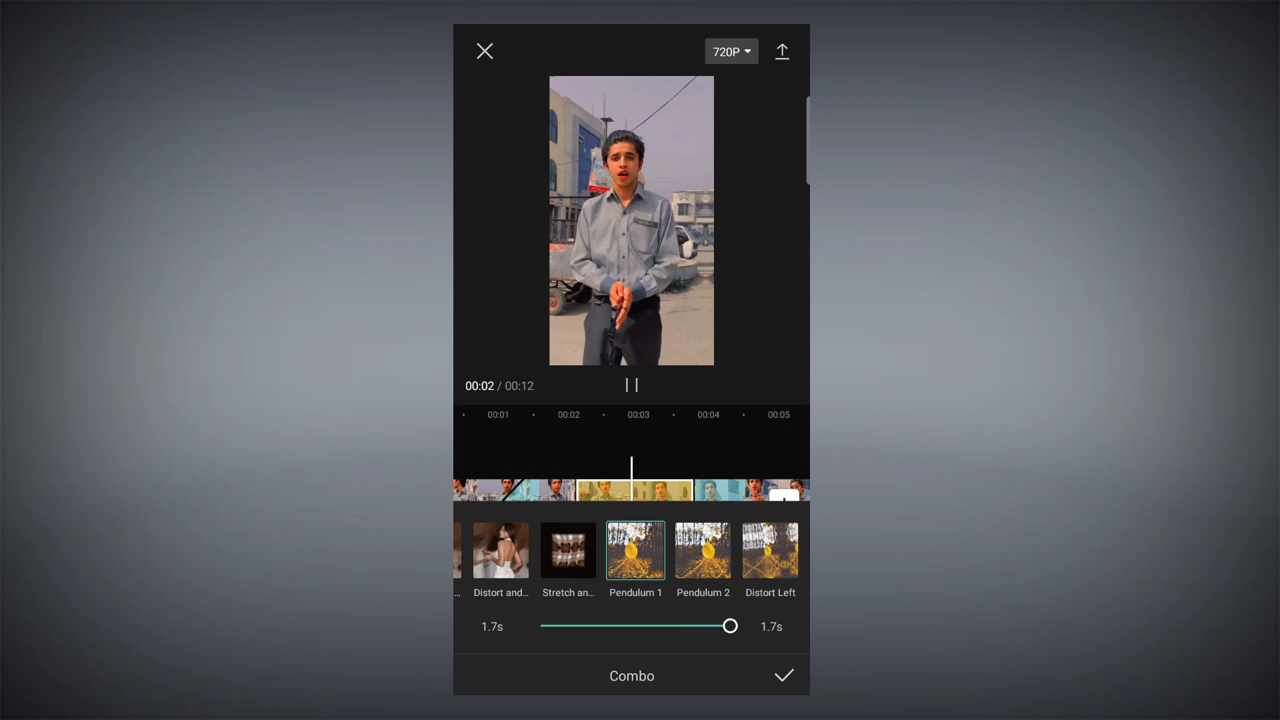 720P
00:02 / 00:12
00:01 00:02 00:03 00:04 00:05
... Distort and... Stretch an... Pendulum 1 Pendulum 2 Distort Left
1.7s 1.7s
Combo